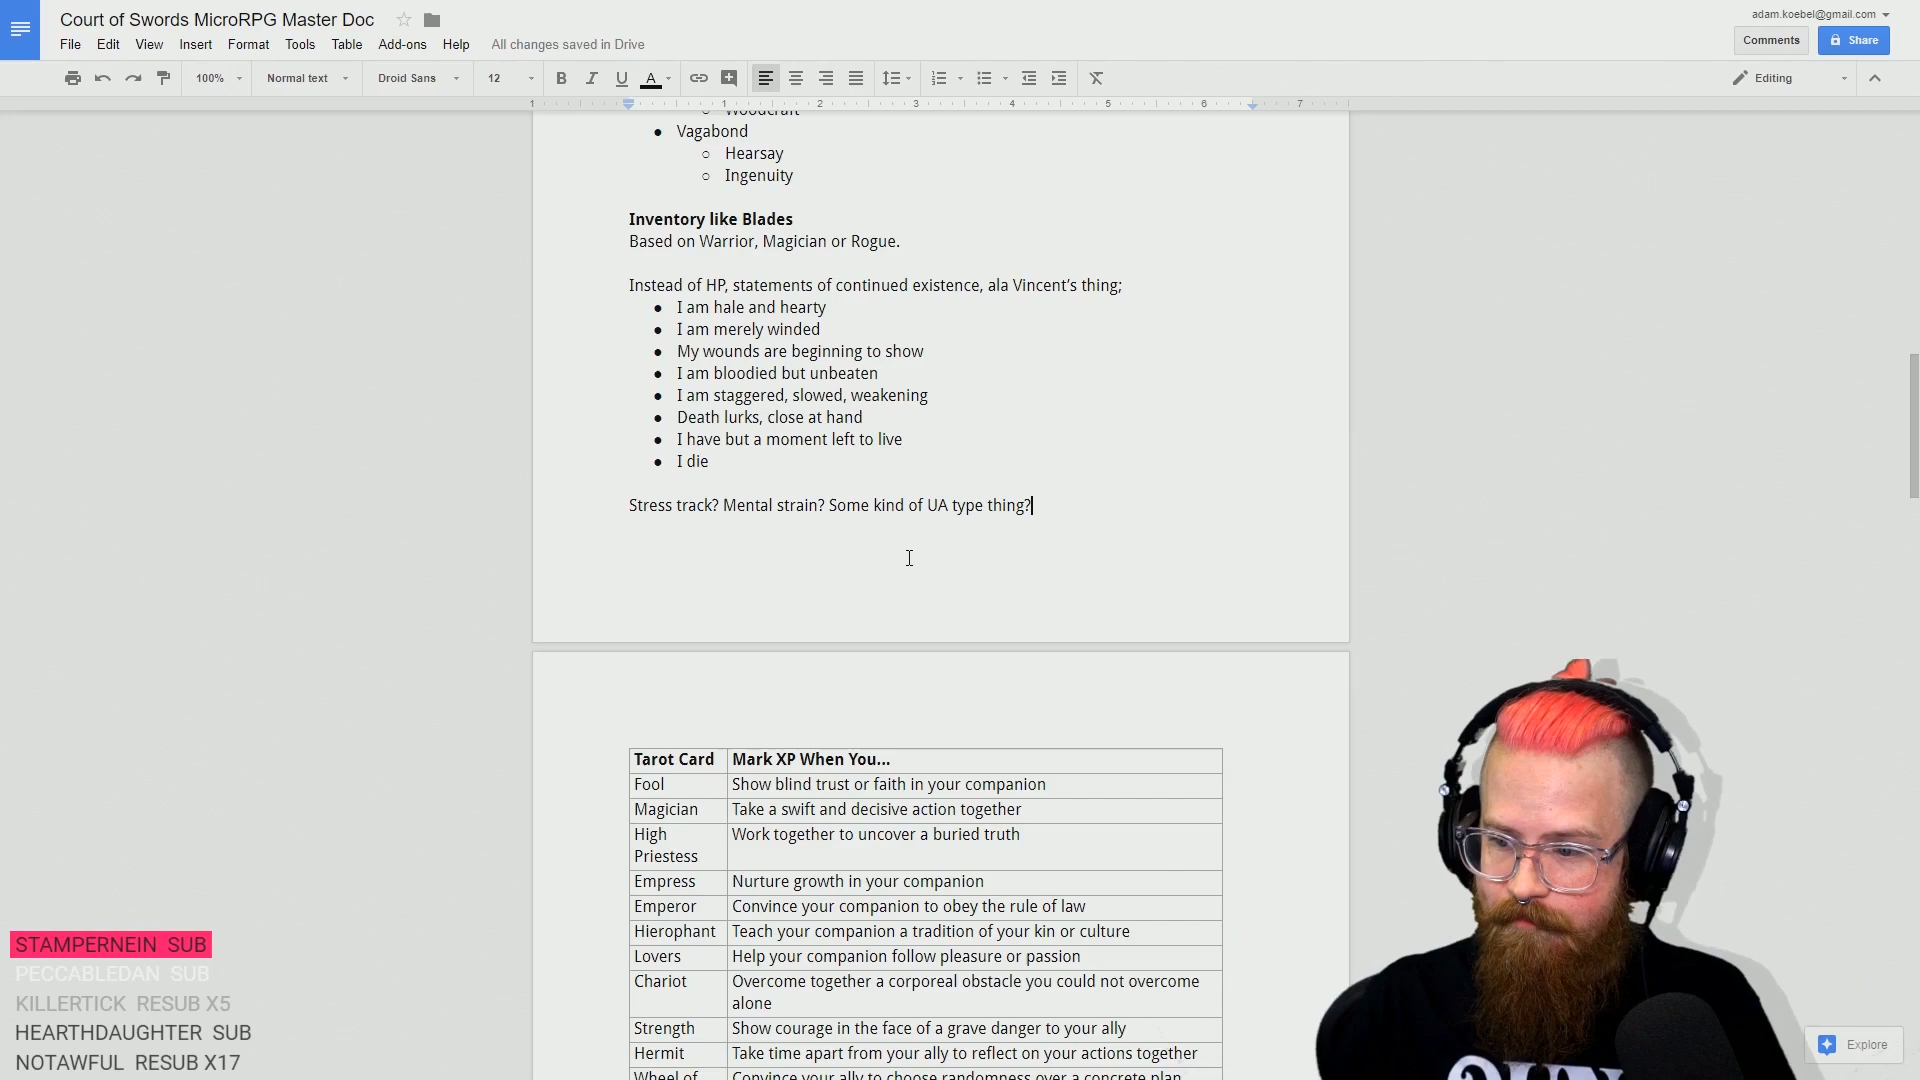 Court of Swords MicroRPG Master Doc
adam.koebel@gmail.com
File Edit View Insert Format Tools Table Add-ons Help All changes saved in Drive
Comments Share
100% Normal text Droid Sans 12 B I U A Editing
1 1 2 3 4 5 6 7
Woodcraft
Vagabond
Hearsay
Ingenuity
Inventory like Blades
Based on Warrior, Magician or Rogue.
Instead of HP, statements of continued existence, ala Vincent’s thing;
I am hale and hearty
I am merely winded
My wounds are beginning to show
I am bloodied but unbeaten
I am staggered, slowed, weakening
Death lurks, close at hand
I have but a moment left to live
I die
Stress track? Mental strain? Some kind of UA type thing?
Tarot Card Mark XP When You...
Fool Show blind trust or faith in your companion
Magician Take a swift and decisive action together
High Work together to uncover a buried truth
Priestess
Empress Nurture growth in your companion
Emperor Convince your companion to obey the rule of law
Hierophant Teach your companion a tradition of your kin or culture
Lovers Help your companion follow pleasure or passion
Chariot Overcome together a corporeal obstacle you could not overcome
alone
Strength Show courage in the face of a grave danger to your ally
Hermit Take time apart from your ally to reflect on your actions together
Wheel of Convince your ally to choose randomness over a concrete plan
STAMPERNEIN SUB
PECCABLEDAN SUB
KILLERTICK RESUB X5
HEARTHDAUGHTER SUB
NOTAWFUL RESUB X17
Explore